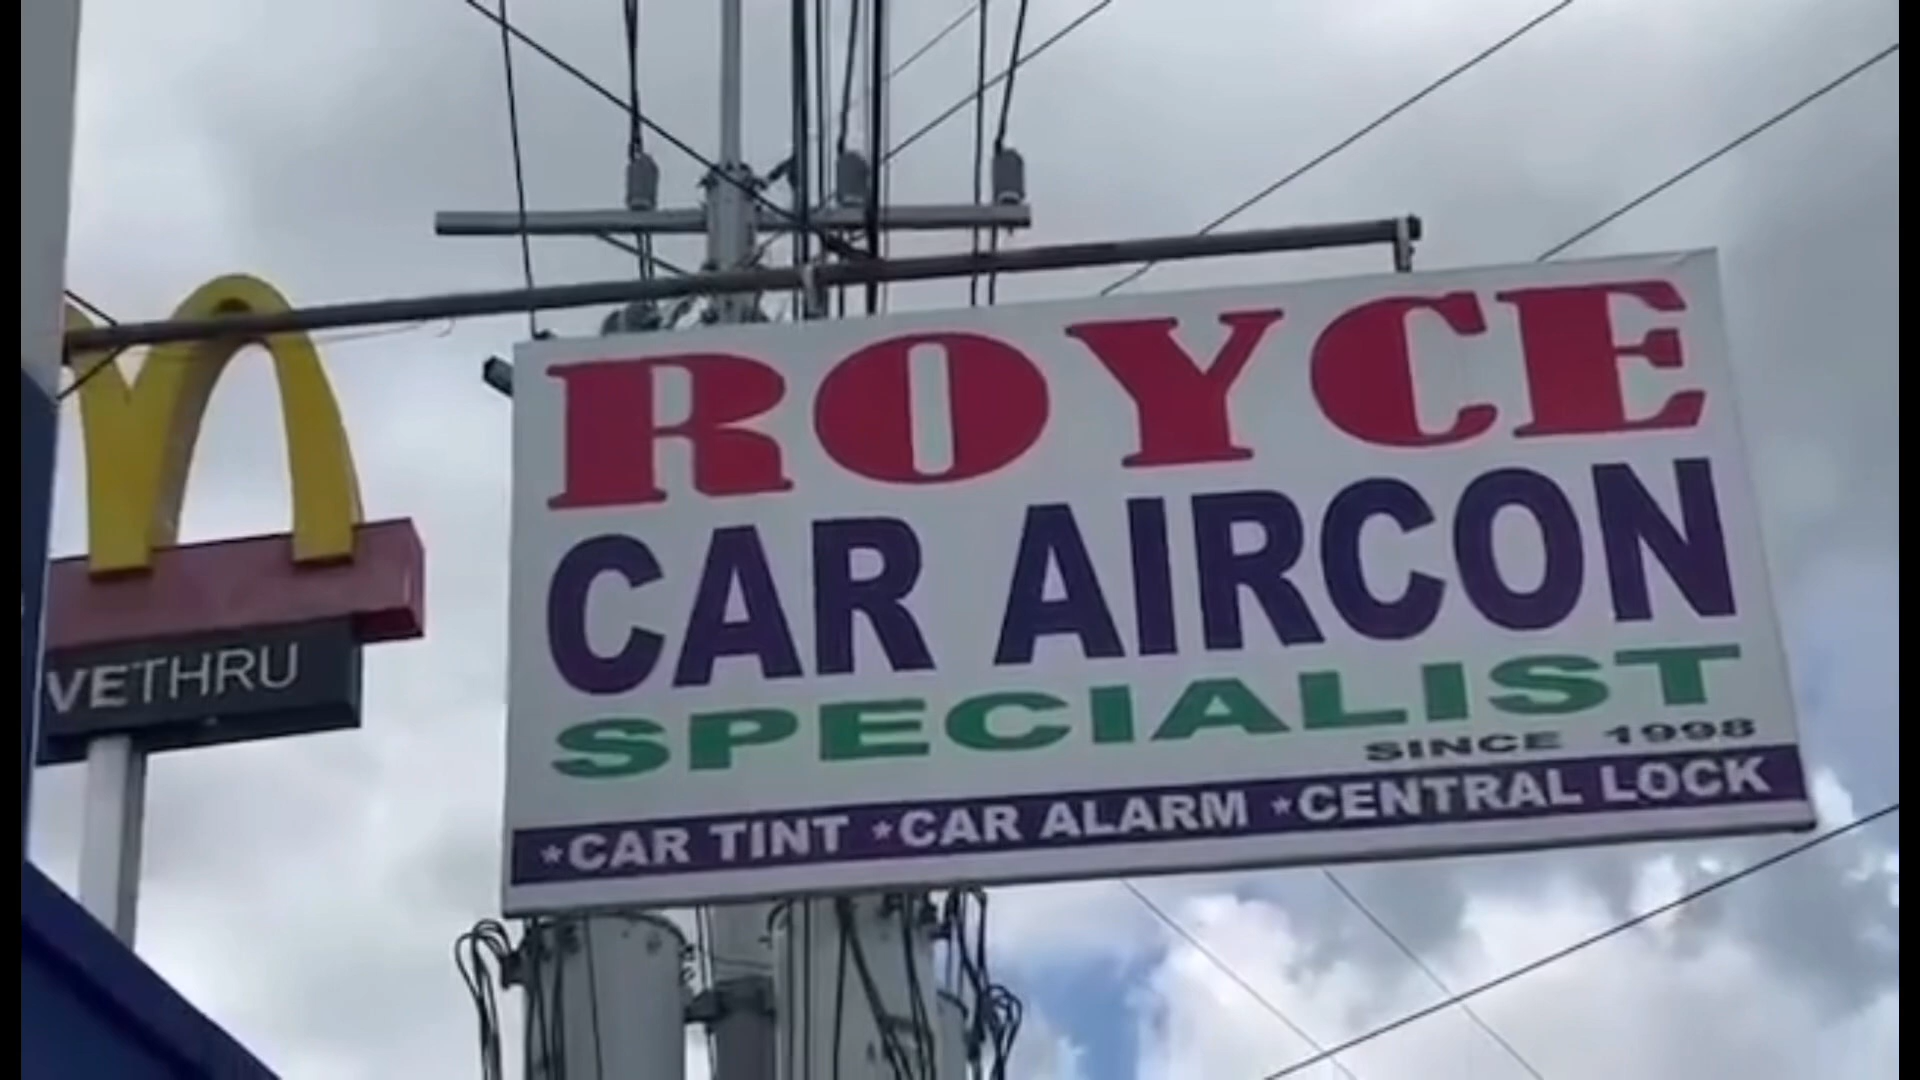 ROYCE
CAR AIRCON
SPECIALIST
SINCE 1998
*CAR TINT *CAR ALARM *CENTRAL LOCK
VETHRU